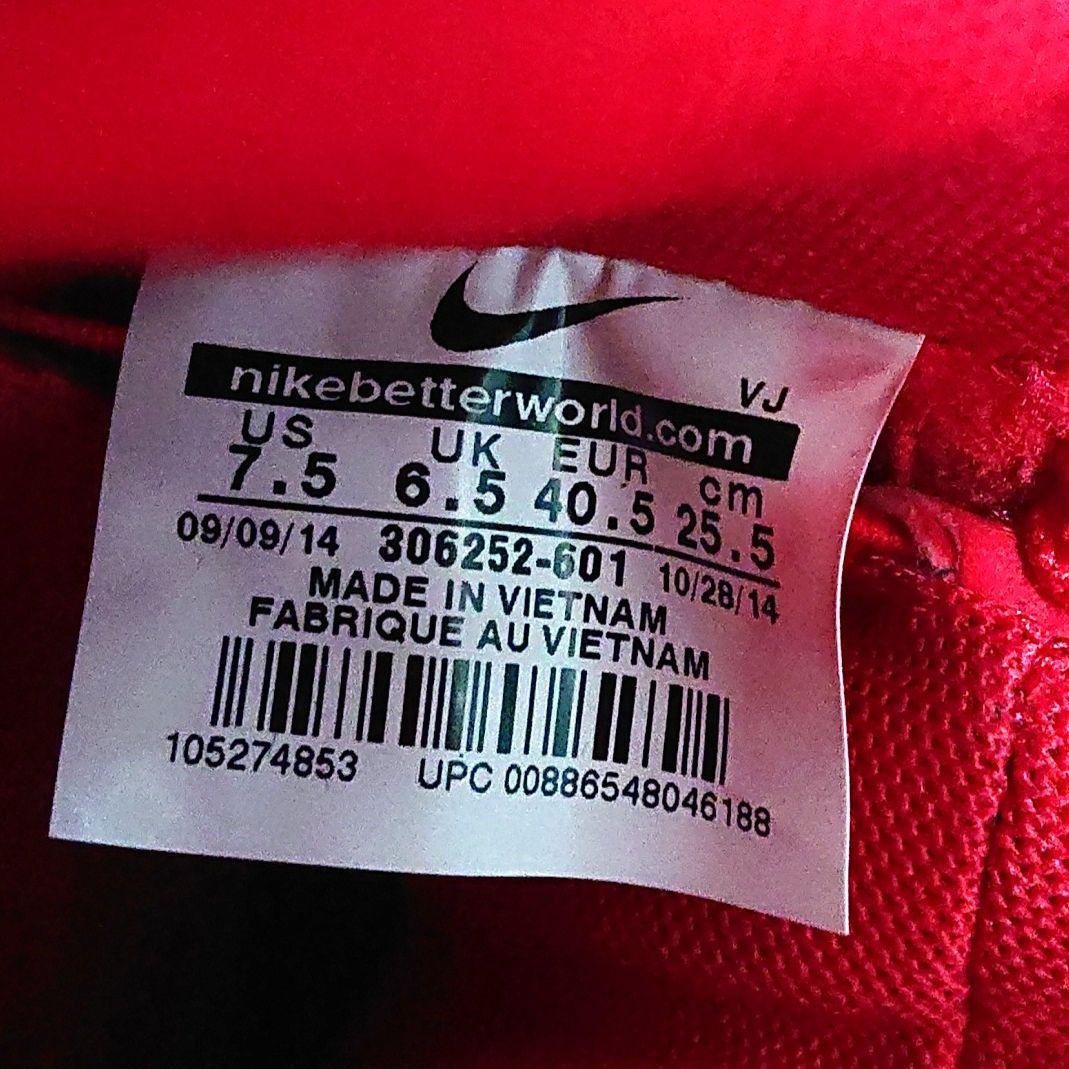 VJ
nikebetterworld.com
US UK EUR cm
7.5 6.5 40.5 25.5
09/09/14 306252-601 10/28/14
MADE IN VIETNAM
FABRIQUE AU VIETNAM
105274853 UPC 00886548046188